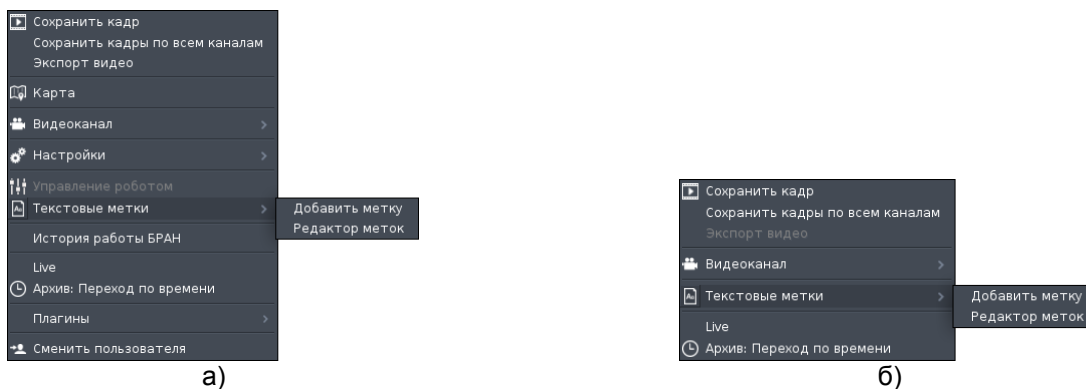 Сохранить кадр
Сохранить кадры по всем каналам
Экспорт видео
Карта
Видеоканал
Настройки
Управление роботом
Текстовые метки
Добавить метку
Редактор меток
История работы БРАН
Live
Архив: Переход по времени
Плагины
Сменить пользователя
а)
Сохранить кадр
Сохранить кадры по всем каналам
Экспорт видео
Видеоканал
Текстовые метки
Добавить метку
Редактор меток
Live
Архив: Переход по времени
б)